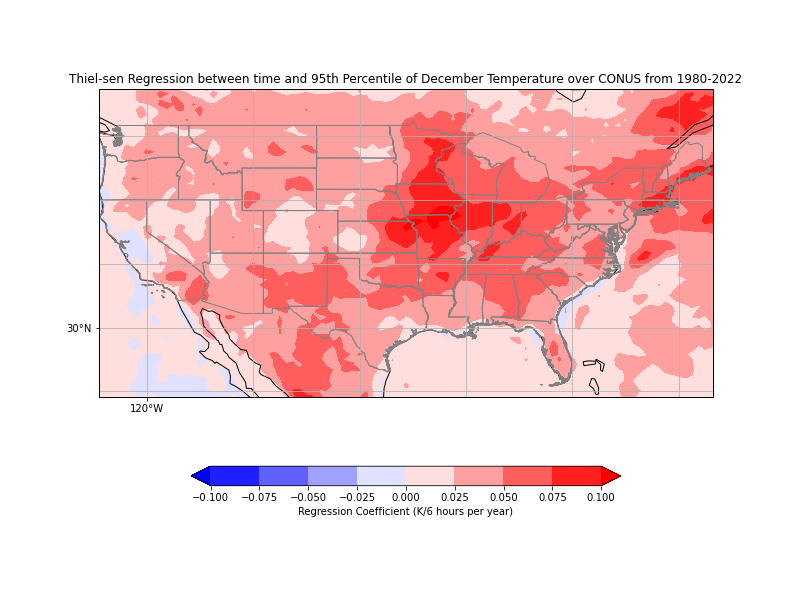 Thiel-sen Regression between time and 95th Percentile of December Temperature over CONUS from 1980-2022
30°N
120°W
−0.100 −0.075 −0.050 −0.025 0.000 0.025 0.050 0.075 0.100
Regression Coefficient (K/6 hours per year)